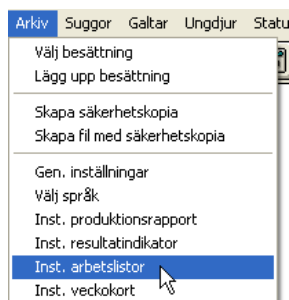 Arkiv Suggor Galtar Ungdjur
Välj besättning
Lägg upp besättning
Skapa säkerhetskopia
Skapa fil med säkerhetskopia
Gen. inställningar
Välj språk
Inst. produktionsrapport
Inst. resultatindikator
Inst. arbetslistor
Inst. veckokort